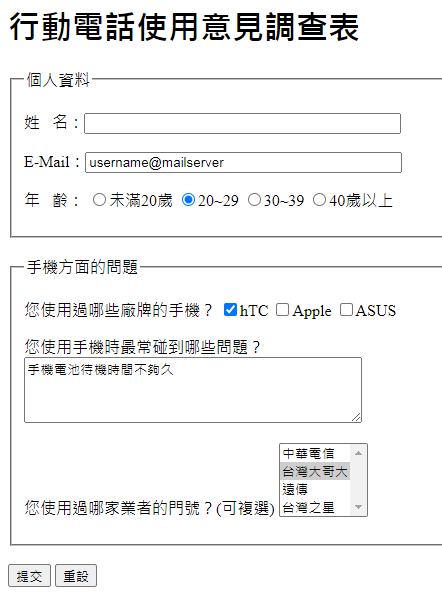 行動電話使用意見調查表
個人資料
姓 名：
E-Mail：username@mailserver
年 齡： 未滿20歲 20~29 30~39 40歲以上
手機方面的問題
您使用過哪些廠牌的手機？ hTC Apple ASUS
您使用手機時最常碰到哪些問題？
手機電池待機時間不夠久
中華電信
台灣大哥大
遠傳
台灣之星
您使用過哪家業者的門號？(可複選)
提交 重設